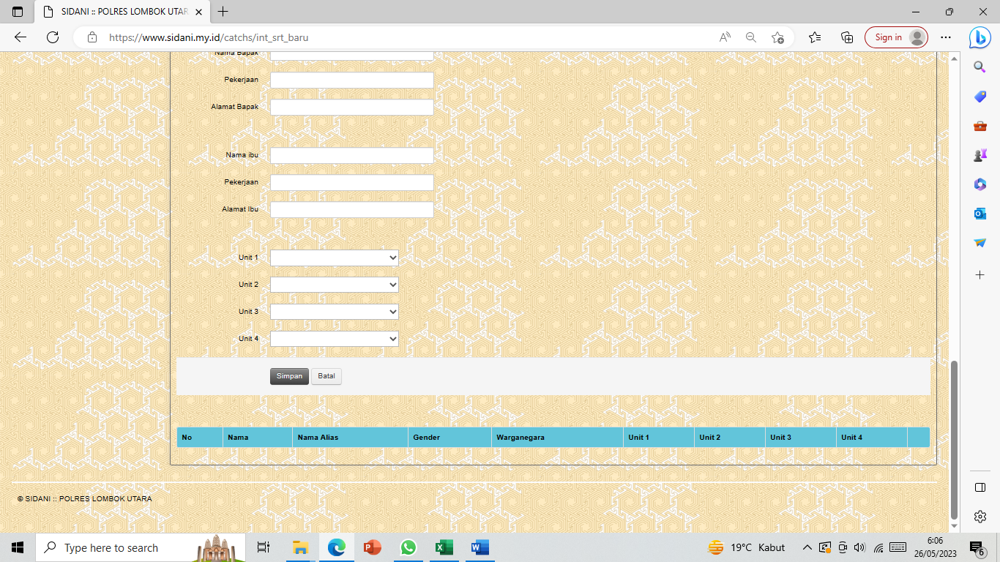 SIDANI :: POLRES LOMBOK UTAR
https://www.sidani.my.id/catchs/int_srt_baru
Sign in
Nama Bapak
Pekerjaan
Alamat Bapak
Nama ibu
Pekerjaan
Alamat Ibu
Unit 1
Unit 2
Unit 3
Unit 4
Simpan Batal
No Nama Nama Alias Gender Warganegara Unit 1 Unit 2 Unit 3 Unit 4
© SIDANI :: POLRES LOMBOK UTARA
Type here to search
19°C Kabut
6:06
26/05/2023
6